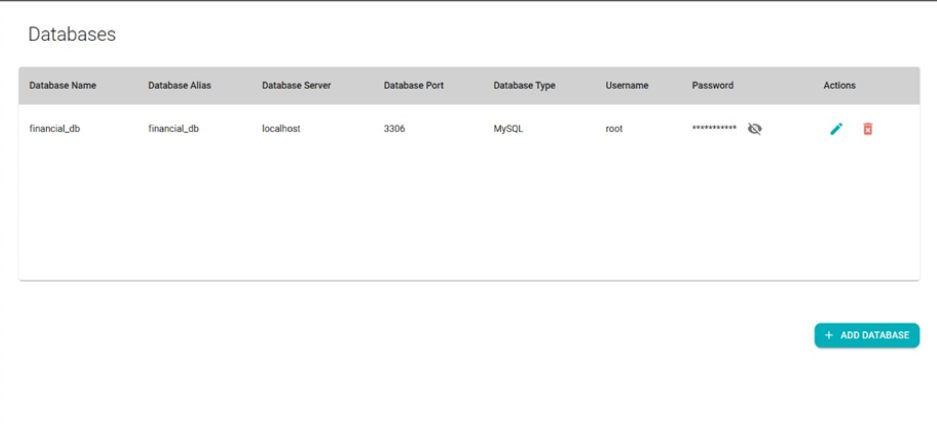 Databases
Database Name Database Alias Database Server Database Port Database Type Username Password Actions
financial_db financial_db localhost 3306 MySQL root ***********
+ ADD DATABASE